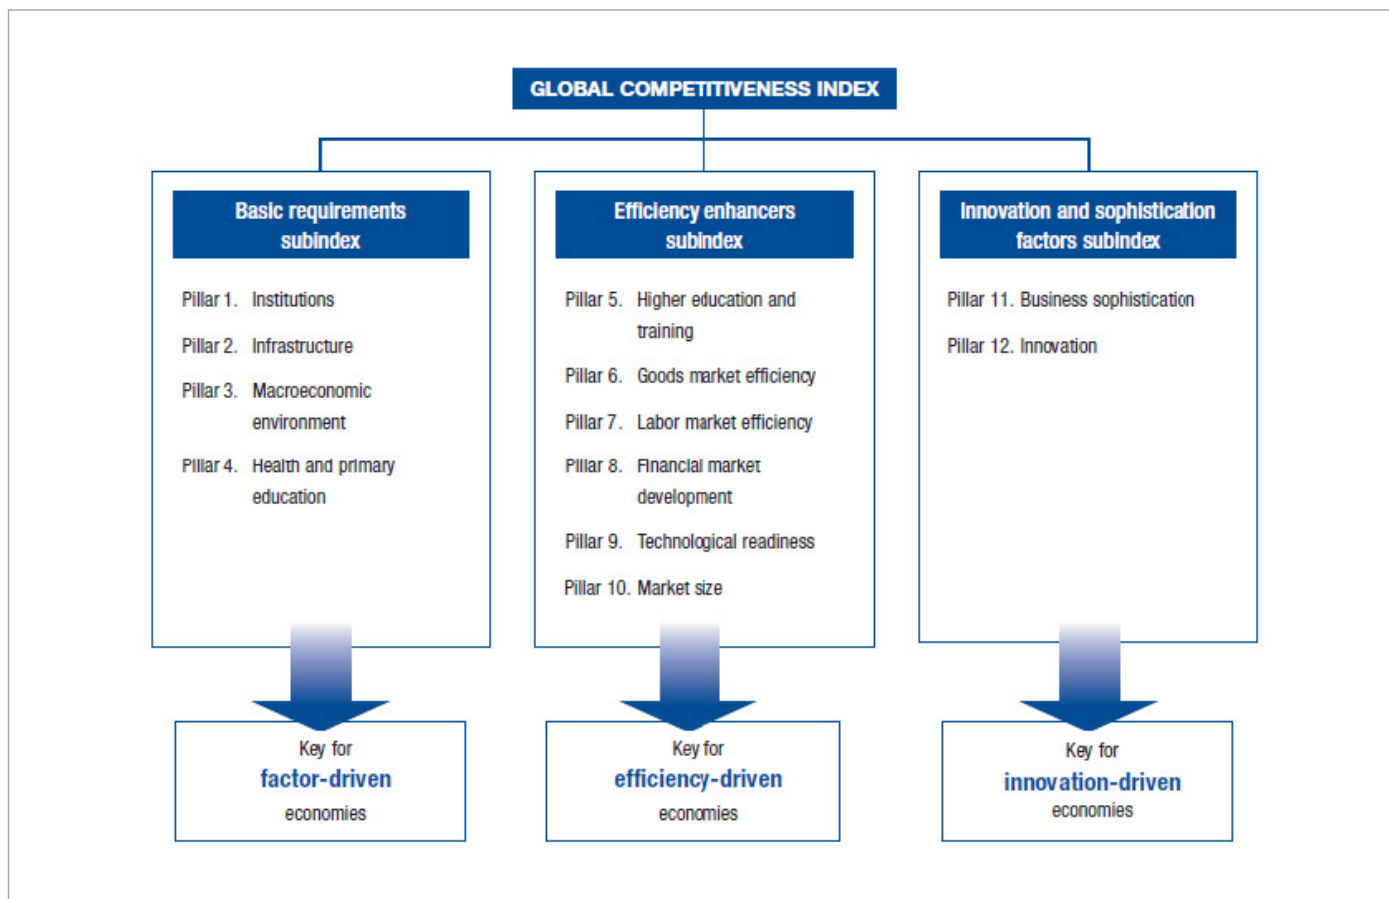 GLOBAL COMPETITIVENESS INDEX
Basic requirements
subindex
Pillar 1. Institutions
Pillar 2. Infrastructure
Pillar 3. Macroeconomic
environment
Pillar 4. Health and primary
education
Key for
factor-driven
economies
Efficiency enhancers
subindex
Pillar 5. Higher education and
training
Pillar 6. Goods market efficiency
Pillar 7. Labor market efficiency
Pillar 8. Financial market
development
Pillar 9. Technological readiness
Pillar 10. Market size
Key for
efficiency-driven
economies
Innovation and sophistication
factors subindex
Pillar 11. Business sophistication
Pillar 12. Innovation
Key for
innovation-driven
economies